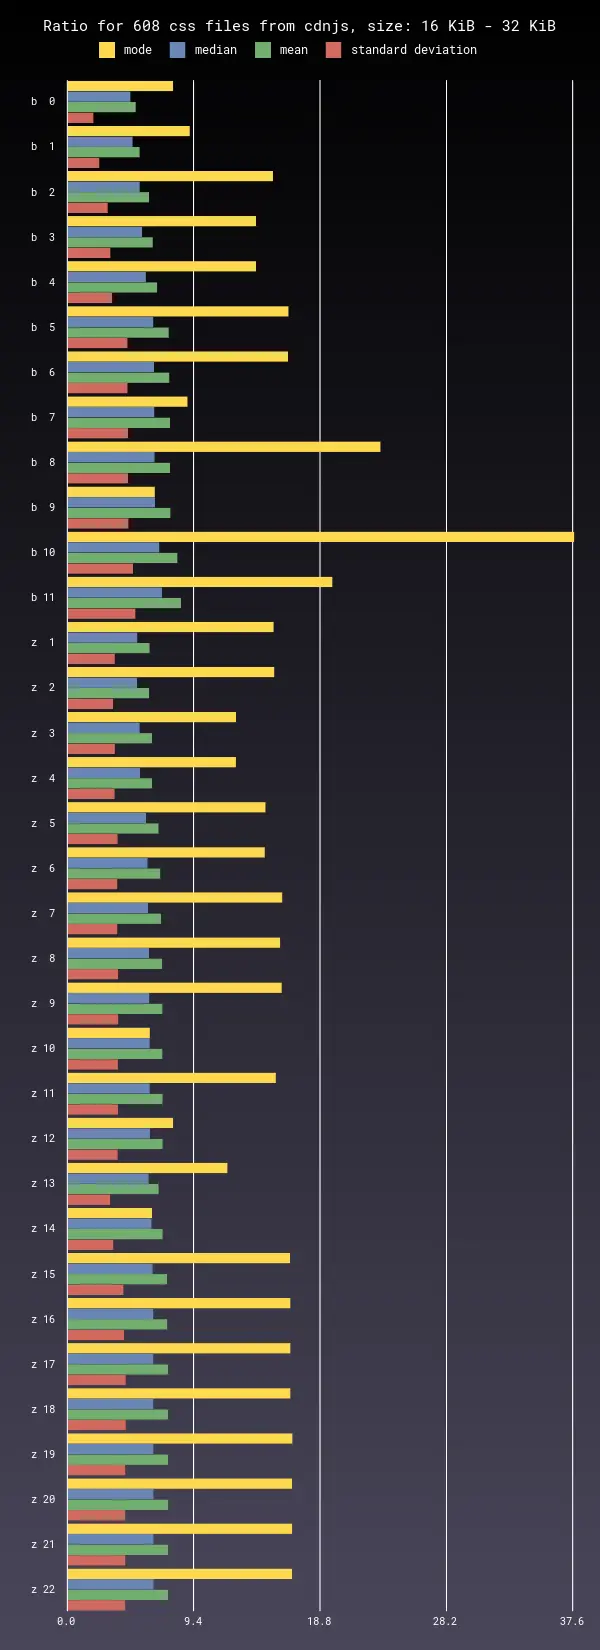 Ratio for 608 css files from cdnjs, size: 16 KiB - 32 KiB
mode median mean standard deviation
b 0
b 1
b 2
b 3
b 4
b 5
b 6
b 7
b 8
b 9
b 10
b 11
z 1
z 2
z 3
z 4
z 5
z 6
z 7
z 8
z 9
z 10
z 11
z 12
z 13
z 14
z 15
z 16
z 17
z 18
z 19
z 20
z 21
z 22
0.0 9.4 18.8 28.2 37.6